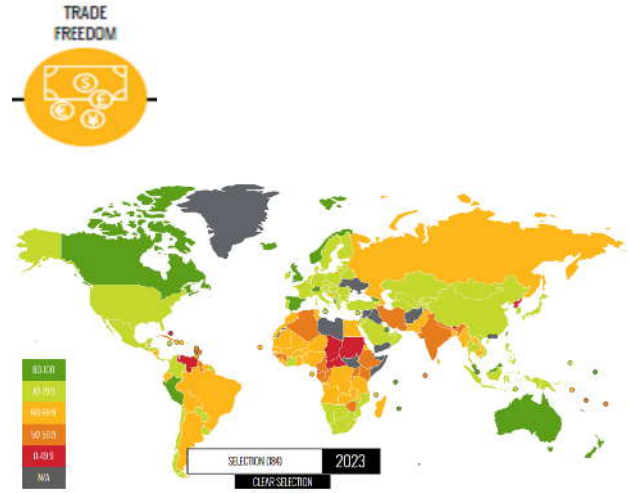 TRADE
FREEDOM
$
£
€
¥
80-100
70-79.9
60-69.9
50-59.9
0-49.9
N/A
SELECTION (184)
2023
CLEAR SELECTION